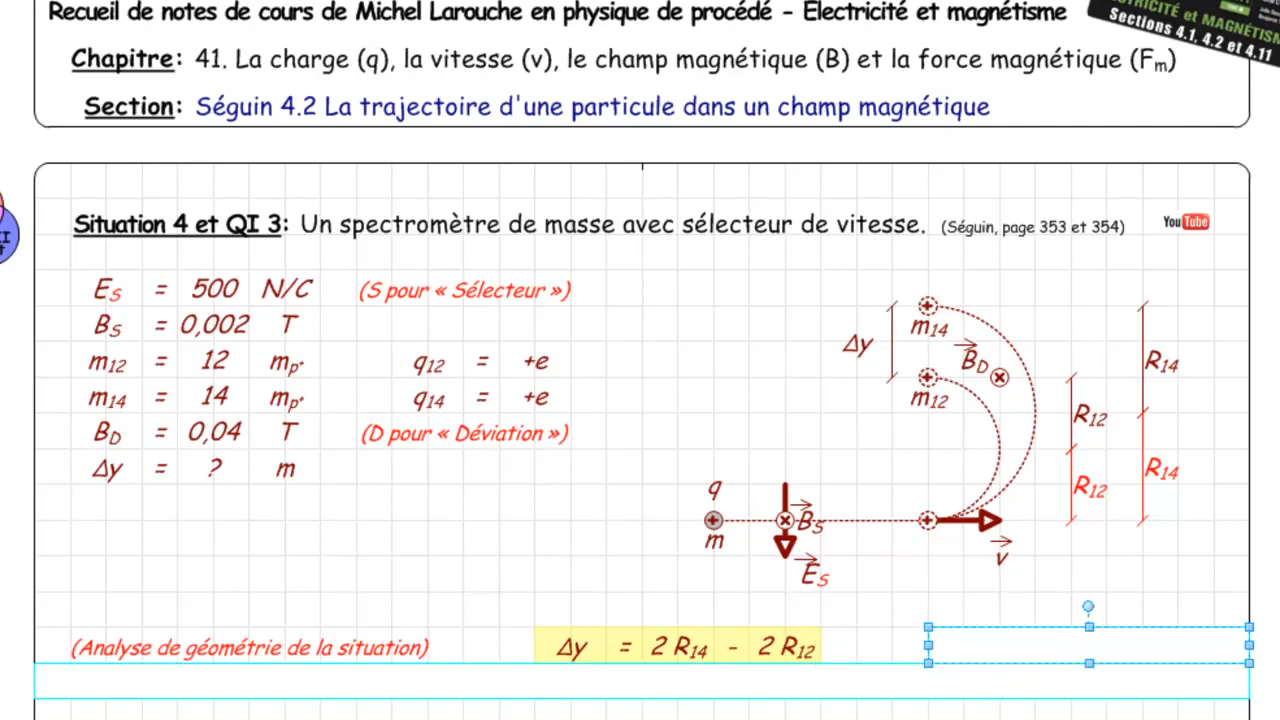 Recueil de notes de cours de Michel Larouche en physique de procédé - Electricité et magnétisme
ICITÉ et MAGNÉTISM
Sections 4.1, 4.2 et 4.11
Chapitre: 41. La charge (q), la vitesse (v), le champ magnétique (B) et la force magnétique (Fm)
Section: Séguin 4.2 La trajectoire d'une particule dans un champ magnétique
Situation 4 et QI 3: Un spectromètre de masse avec sélecteur de vitesse. (Séguin, page 353 et 354) YouTube
ES = 500 N/C (S pour « Sélecteur »)
BS = 0,002 T
m12 = 12 mp+ q12 = +e
m14 = 14 mp+ q14 = +e
BD = 0,04 T (D pour « Déviation »)
Δy = ? m
m14
Δy
BD
R14
m12
R12
R14
R12
q
BS
m
v
ES
(Analyse de géométrie de la situation) Δy = 2 R14 - 2 R12